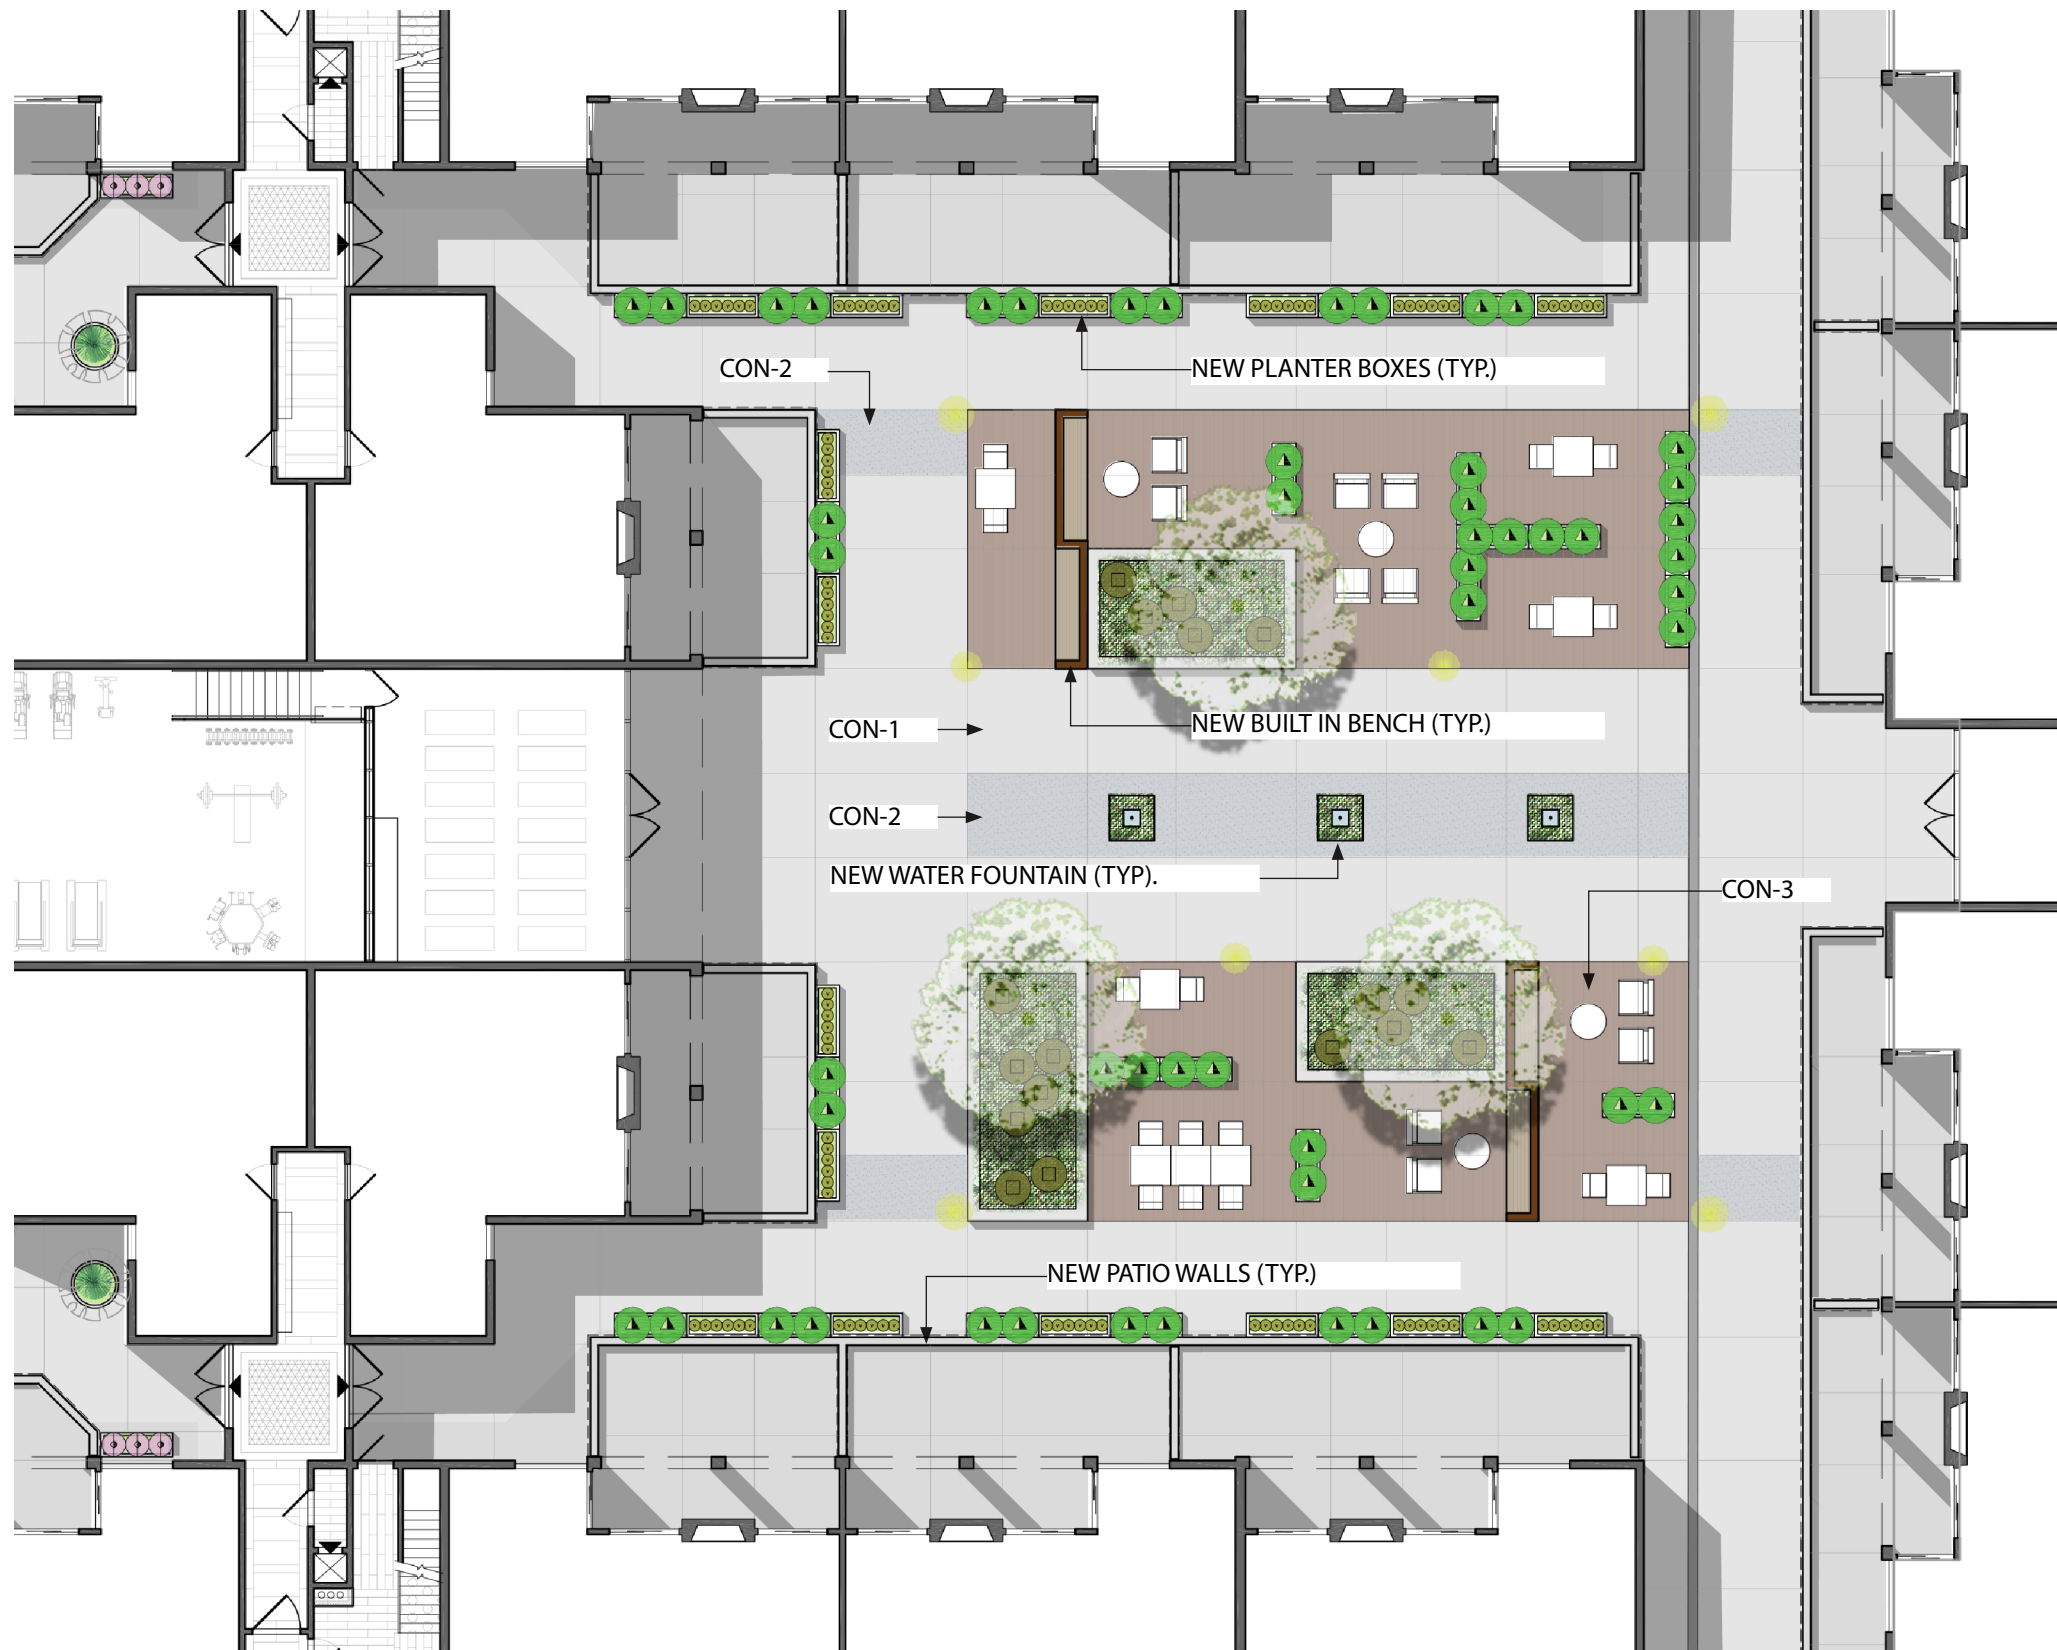 CON-2
NEW PLANTER BOXES (TYP.)
CON-1
NEW BUILT IN BENCH (TYP.)
CON-2
NEW WATER FOUNTAIN (TYP).
CON-3
NEW PATIO WALLS (TYP.)